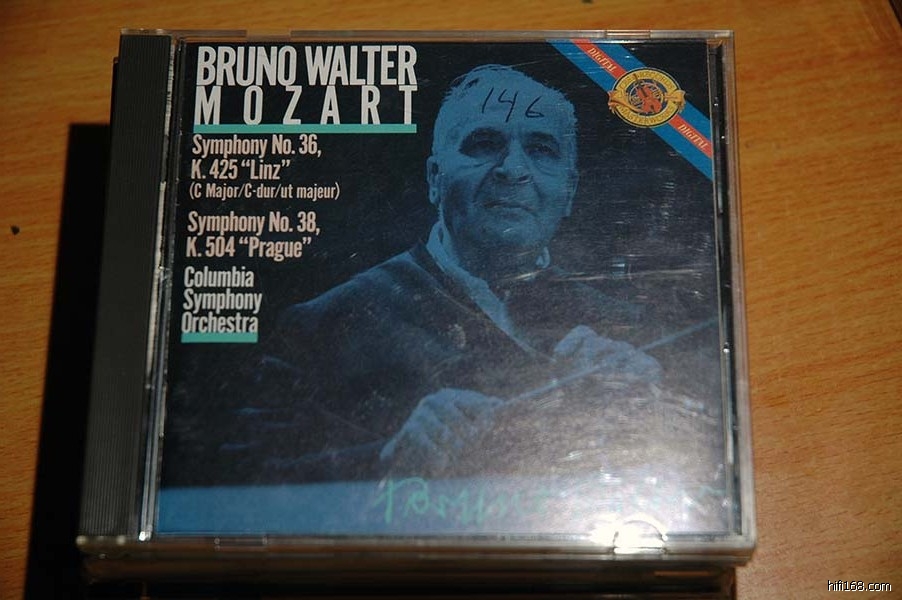 BRUNO WALTER
MOZART
Symphony No. 36,
K. 425 “Linz”
(C Major/C-dur/ut majeur)
Symphony No. 38,
K. 504 “Prague”
Columbia
Symphony
Orchestra
146
DIGITAL
DIGITAL
hifi168.com